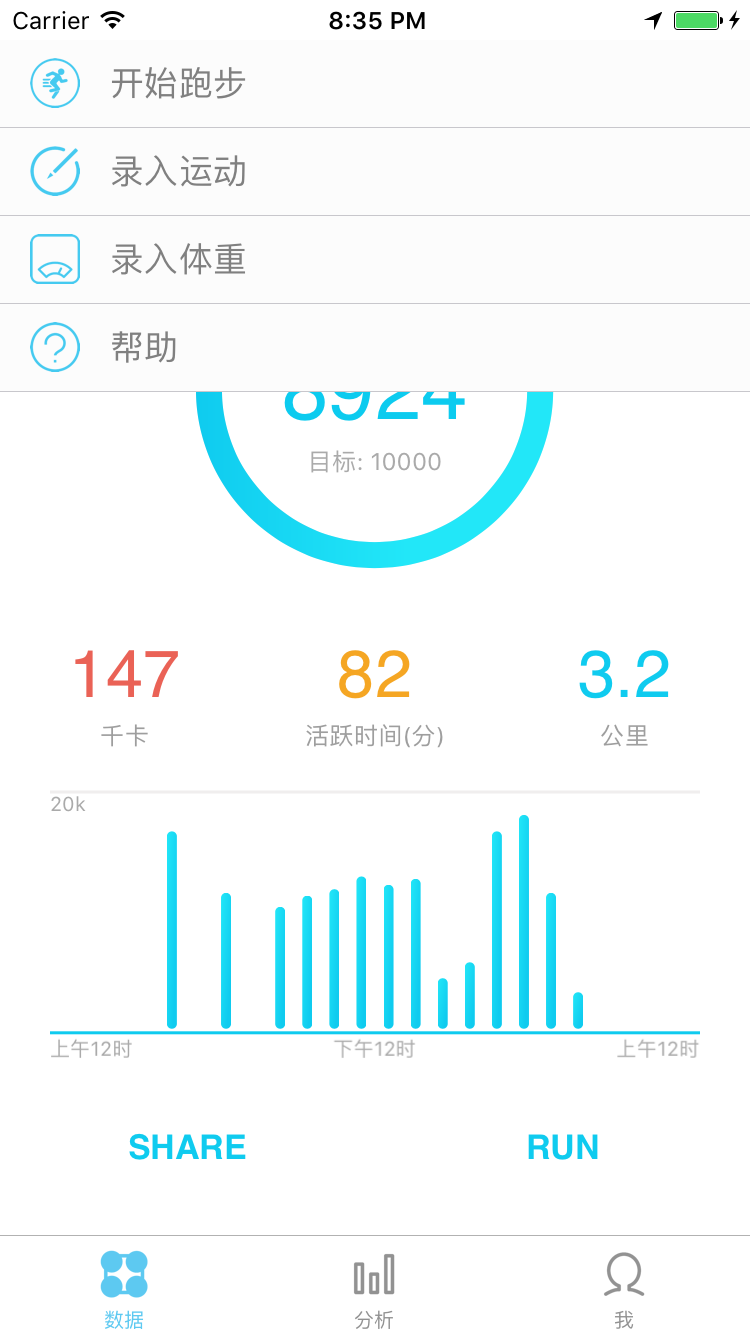 Carrier 8:35 PM
开始跑步
录入运动
录入体重
帮助
8924
目标: 10000
147 82 3.2
千卡 活跃时间(分) 公里
20k
上午12时 下午12时 上午12时
SHARE RUN
数据 分析 我